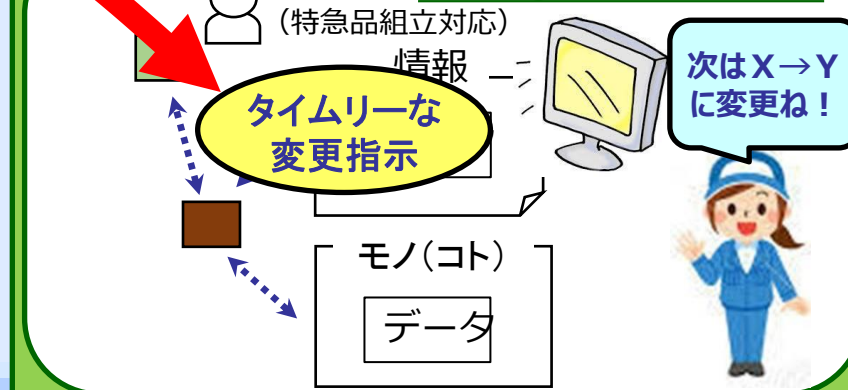 (特急品組立対応)
情報
次はX→Y
に変更ね!
タイムリーな
変更指示
モノ(コト)
データ